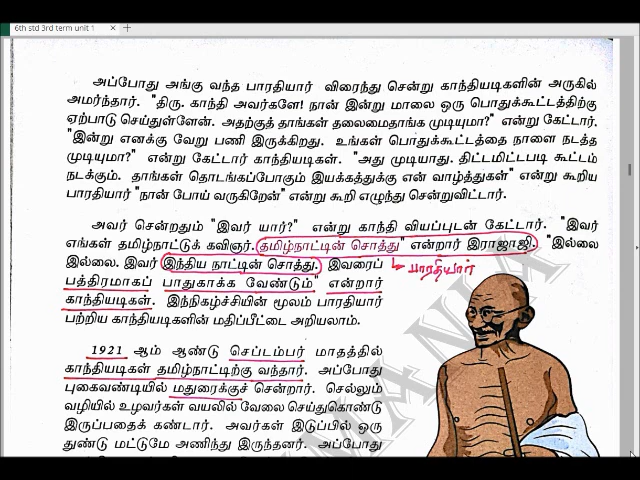 6th std 3rd term unit 1
அப்போது அங்கு வந்த பாரதியார் விரைந்து சென்று காந்தியடிகளின் அருகில்
அமர்ந்தார். "திரு. காந்தி அவர்களே! நான் இன்று மாலை ஒரு பொதுக்கூட்டத்திற்கு
ஏற்பாடு செய்துள்ளேன். அதற்குத் தாங்கள் தலைமைதாங்க முடியுமா?" என்று கேட்டார்.
"இன்று எனக்கு வேறு பணி இருக்கிறது. உங்கள் பொதுக்கூட்டத்தை நாளை நடத்த
முடியுமா?" என்று கேட்டார் காந்தியடிகள். "அது முடியாது. திட்டமிட்டபடி கூட்டம்
நடக்கும். தாங்கள் தொடங்கப்போகும் இயக்கத்துக்கு என் வாழ்த்துகள்" என்று கூறிய
பாரதியார் "நான் போய் வருகிறேன்" என்று கூறி எழுந்து சென்றுவிட்டார்.
அவர் சென்றதும் "இவர் யார்?" என்று காந்தி வியப்புடன் கேட்டார். "இவர்
எங்கள் தமிழ்நாட்டுக் கவிஞர். தமிழ்நாட்டின் சொத்து" என்றார் இராஜாஜி. "இல்லை
இல்லை. இவர் இந்திய நாட்டின் சொத்து. இவரைப் பாரதியார்
பத்திரமாகப் பாதுகாக்க வேண்டும்" என்றார்
காந்தியடிகள். இந்நிகழ்ச்சியின் மூலம் பாரதியார்
பற்றிய காந்தியடிகளின் மதிப்பீட்டை அறியலாம்.
1921 ஆம் ஆண்டு செப்டம்பர் மாதத்தில்
காந்தியடிகள் தமிழ்நாட்டிற்கு வந்தார். அப்போது
புகைவண்டியில் மதுரைக்குச் சென்றார். செல்லும்
வழியில் உழவர்கள் வயலில் வேலை செய்துகொண்டு
இருப்பதைக் கண்டார். அவர்கள் இடுப்பில் ஒரு
துண்டு மட்டுமே அணிந்து இருந்தனர். அப்போது